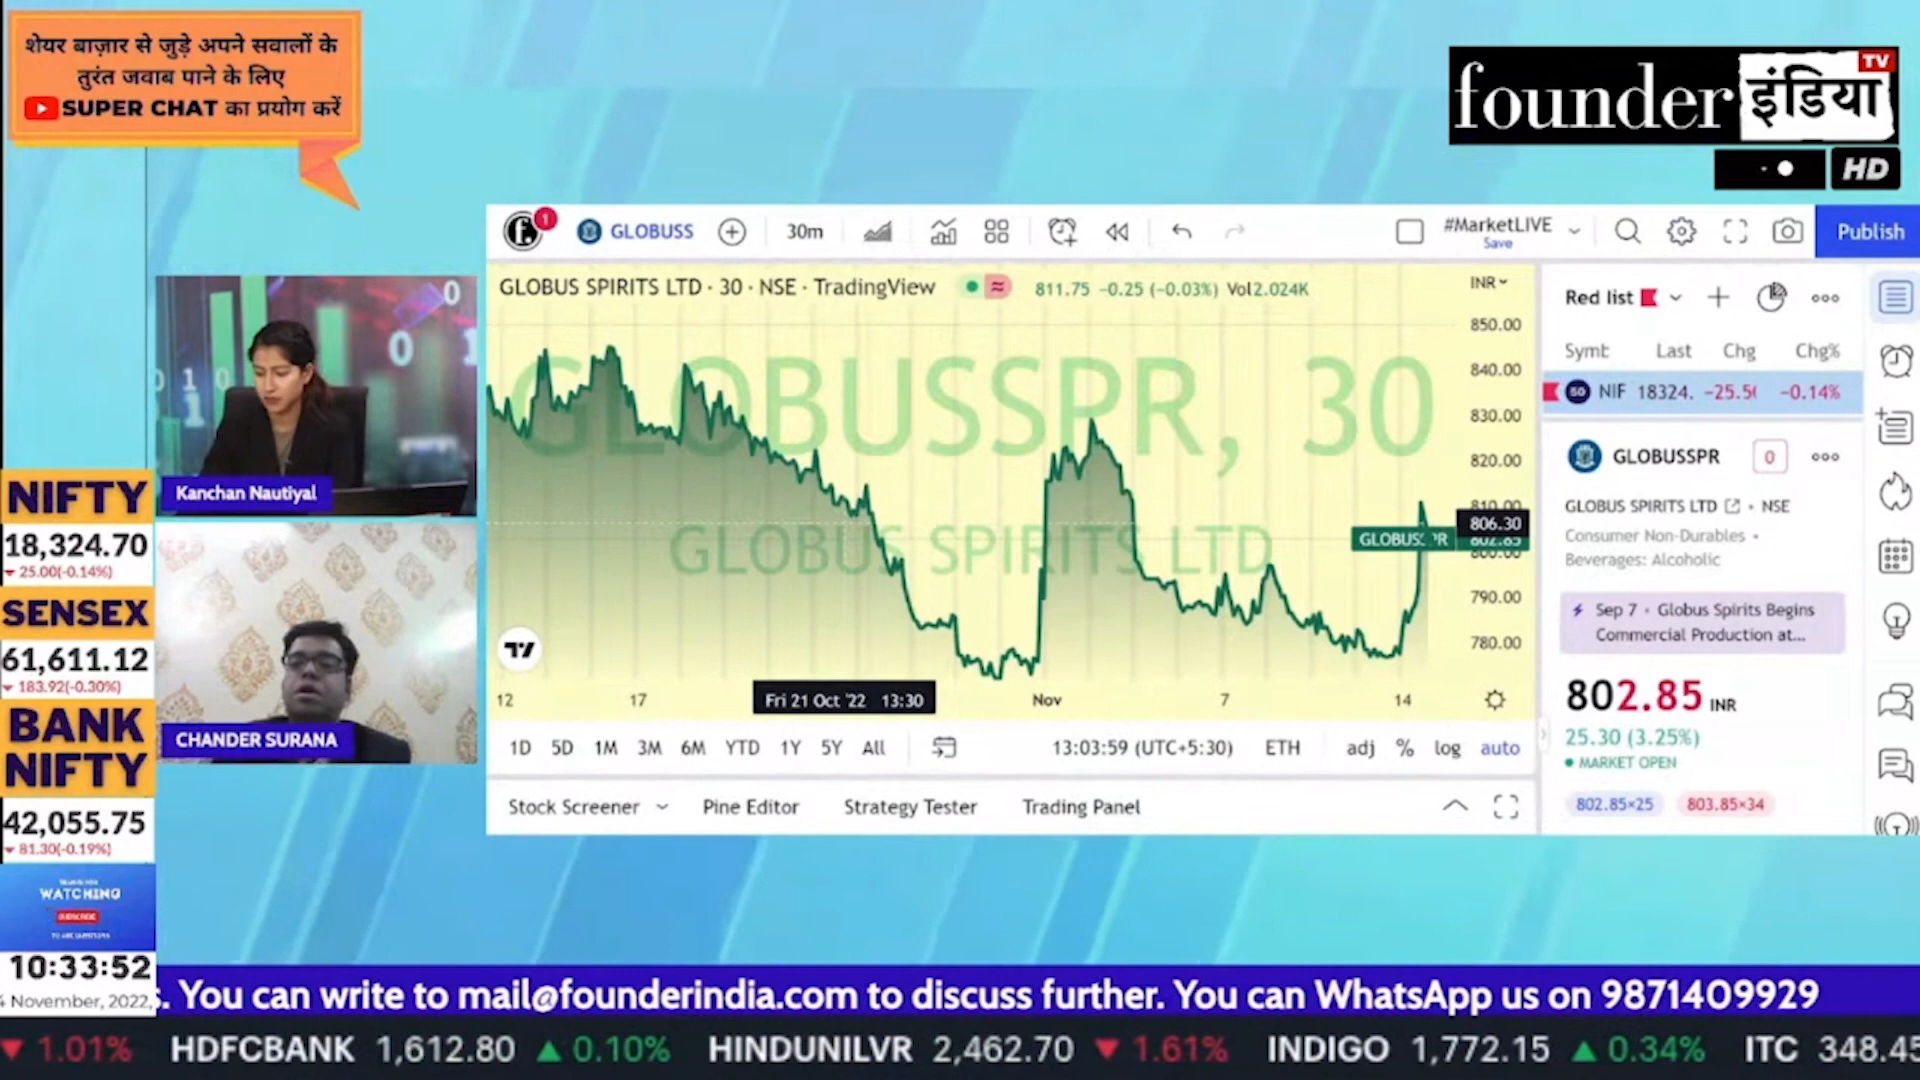 शेयर बाज़ार से जुड़े अपने सवालों के
तुरंत जवाब पाने के लिए
SUPER CHAT का प्रयोग करें
founder इंडिया TV
HD
GLOBUSS 30m #MarketLIVE Save Publish
GLOBUS SPIRITS LTD · 30 · NSE · TradingView 811.75 −0.25 (−0.03%) Vol2.024K
INR
GLOBUSSPR, 30
GLOBUS SPIRITS LTD
850.00
840.00
830.00
820.00
810.00
806.30
802.85
800.00
790.00
780.00
12 17 Fri 21 Oct '22 13:30 Nov 7 14
1D 5D 1M 3M 6M YTD 1Y 5Y All 13:03:59 (UTC+5:30) ETH adj % log auto
Stock Screener Pine Editor Strategy Tester Trading Panel
Red list
Last Chg Chg%
NIF 18324. −25.5 −0.14%
GLOBUSSPR 0
GLOBUS SPIRITS LTD · NSE
Consumer Non-Durables •
Beverages: Alcoholic
Sep 7 · Globus Spirits Begins
Commercial Production at...
802.85 INR
25.30 (3.25%)
MARKET OPEN
802.85×25 803.85×34
Kanchan Nautiyal
CHANDER SURANA
NIFTY
18,324.70
25.00(-0.14%)
SENSEX
61,611.12
183.92(-0.30%)
BANK
NIFTY
42,055.75
81.30(-0.19%)
WATCHING
SUBSCRIBE
10:33:52
November, 2022,
s. You can write to mail@founderindia.com to discuss further. You can WhatsApp us on 9871409929
▼ 1.01% HDFCBANK 1,612.80 ▲ 0.10% HINDUNILVR 2,462.70 ▼ 1.61% INDIGO 1,772.15 ▲ 0.34% ITC 348.45